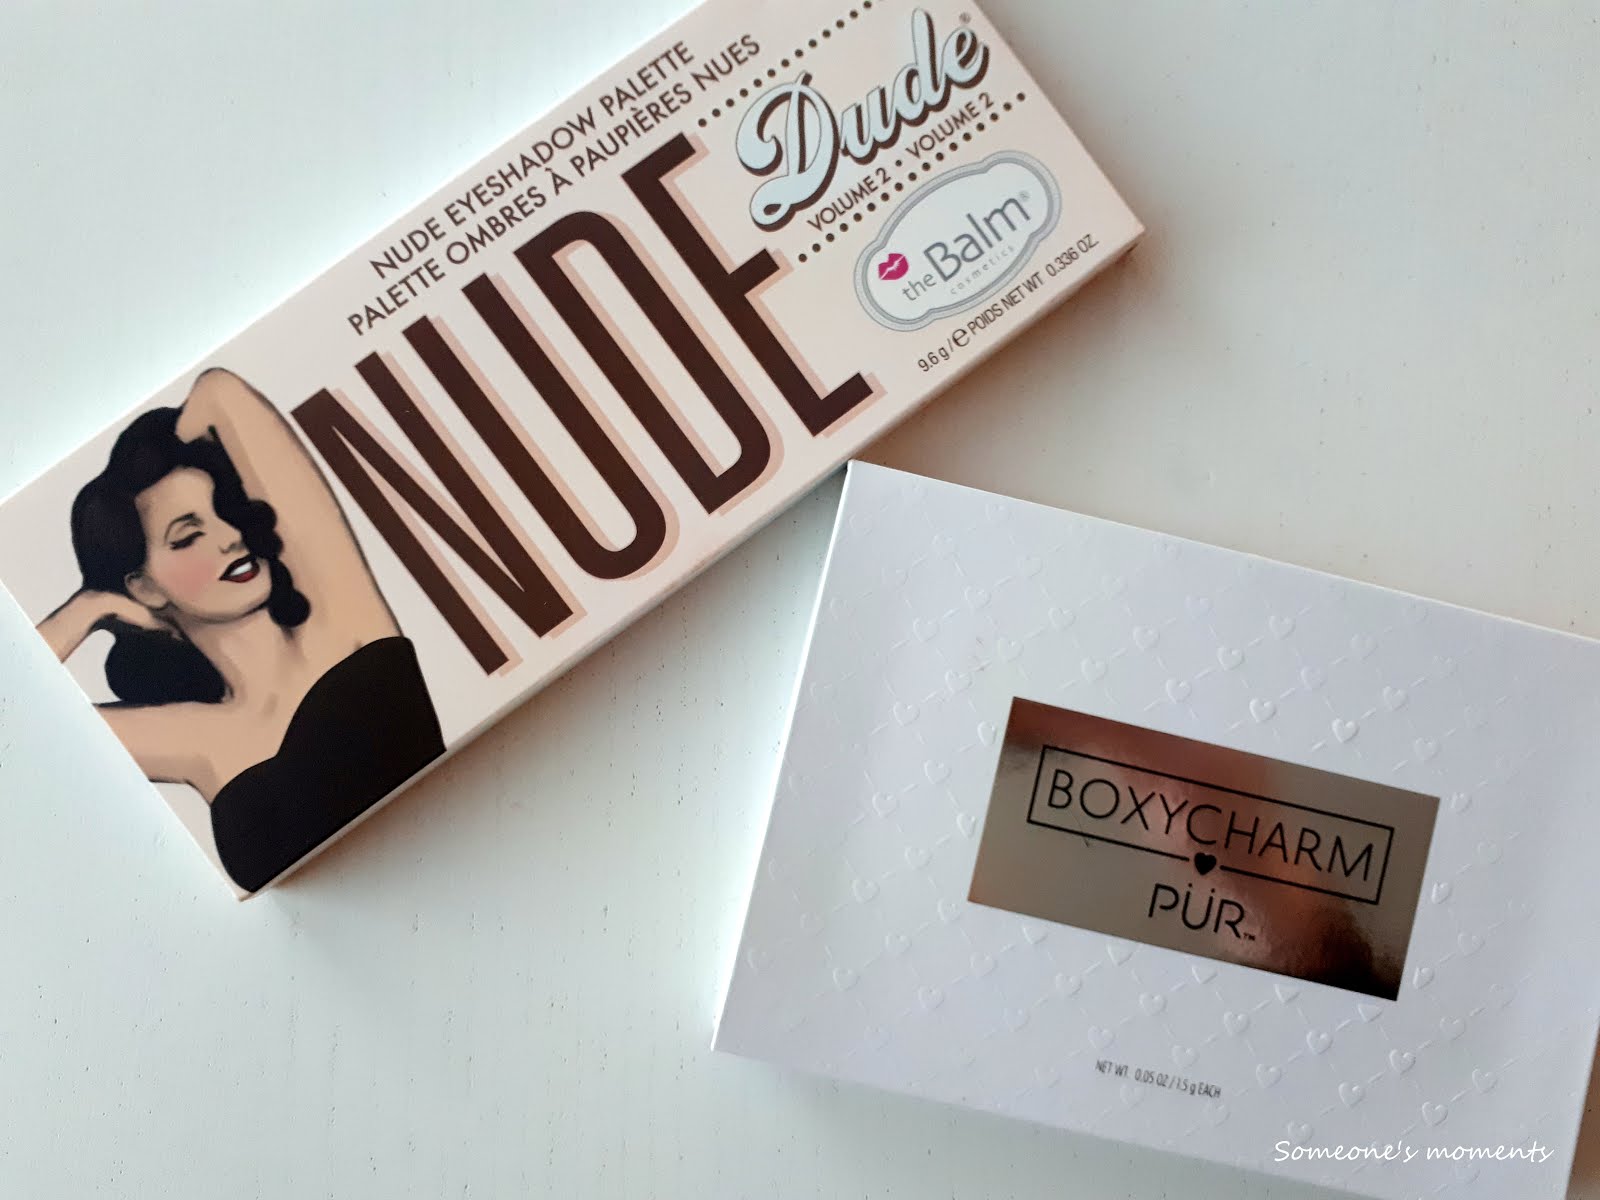 NUDE EYESHADOW PALETTE
PALETTE OMBRES À PAUPIÈRES NUES
NUDE
Dude®
VOLUME 2 • VOLUME 2
theBalm®
cosmetics
9.6 g / ℮ POIDS NET WT 0.336 OZ.
BOXYCHARM
PÜR™
NET WT. 0.05 OZ / 1.5 g EACH
Someone's moments